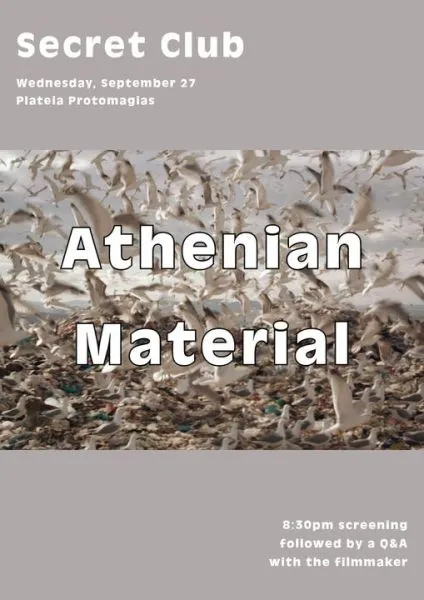 Secret Club
Wednesday, September 27
Plateia Protomagias
Athenian
Material
8:30pm screening
followed by a Q&A
with the filmmaker